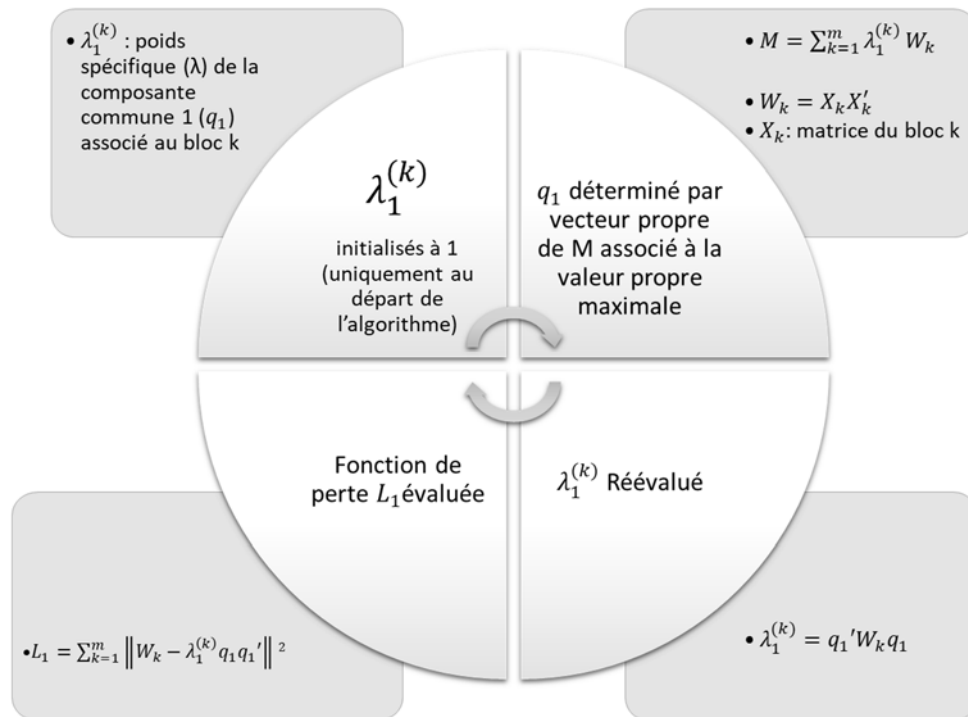 • λ₁⁽ᵏ⁾ : poids
spécifique (λ) de la
composante
commune 1 (q₁)
associé au bloc k
• M = ∑ₖ₌₁ᵐ λ₁⁽ᵏ⁾ Wₖ
• Wₖ = XₖX′ₖ
• Xₖ: matrice du bloc k
λ₁⁽ᵏ⁾
initialisés à 1
(uniquement au
départ de
l’algorithme)
q₁ déterminé par
vecteur propre
de M associé à la
valeur propre
maximale
Fonction de
perte L₁évaluée
λ₁⁽ᵏ⁾ Réévalué
•L₁ = ∑ₖ₌₁ᵐ ‖Wₖ − λ₁⁽ᵏ⁾q₁q₁′‖ ²
• λ₁⁽ᵏ⁾ = q₁′Wₖq₁